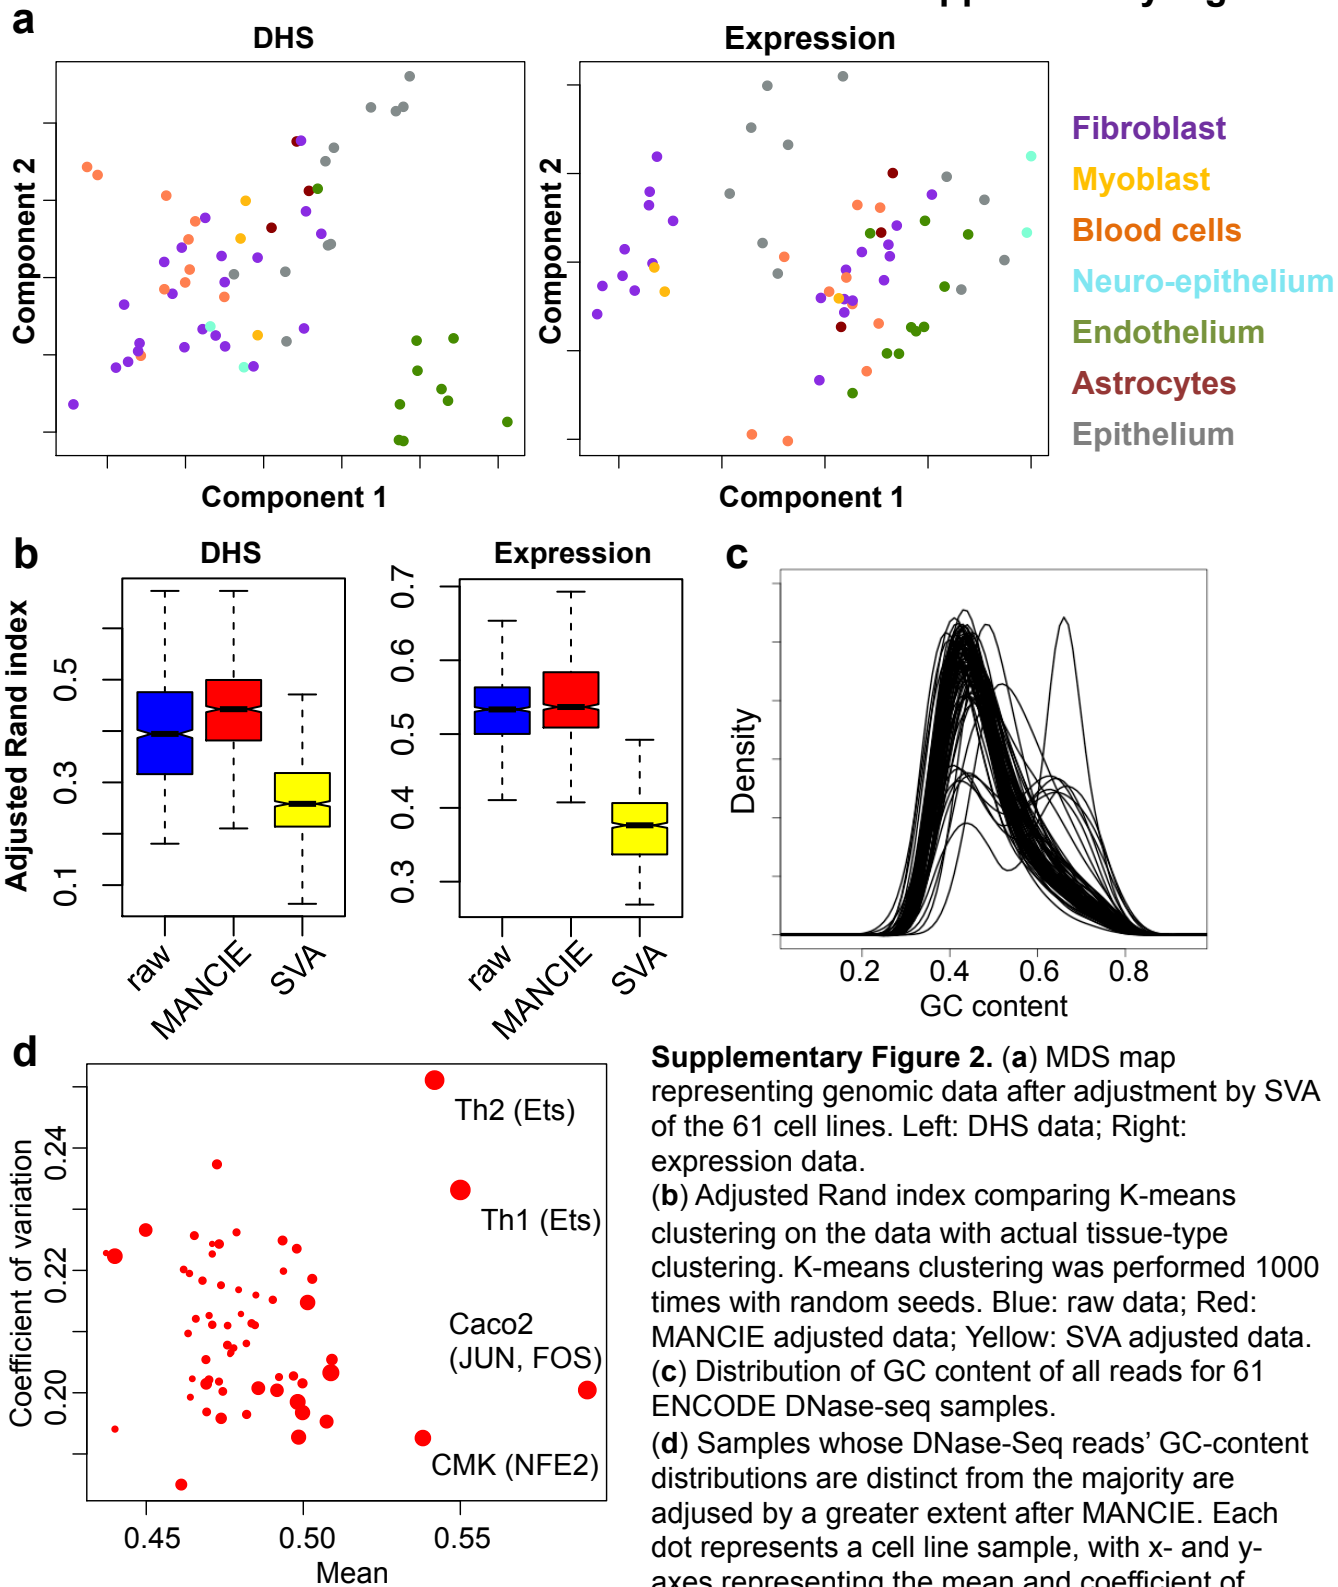 a
DHS
Expression
Component 2
Component 1
Component 2
Component 1
Fibroblast
Myoblast
Blood cells
Neuro-epithelium
Endothelium
Astrocytes
Epithelium
b
DHS
Expression
Adjusted Rand index
0.5
0.3
0.1
raw
MANCIE
SVA
0.7
0.6
0.5
0.4
0.3
raw
MANCIE
SVA
c
Density
0.2 0.4 0.6 0.8
GC content
d
Coefficient of variation
0.24
0.22
0.20
Th2 (Ets)
Th1 (Ets)
Caco2
(JUN, FOS)
CMK (NFE2)
0.45 0.50 0.55
Mean
Supplementary Figure 2. (a) MDS map
representing genomic data after adjustment by SVA
of the 61 cell lines. Left: DHS data; Right:
expression data.
(b) Adjusted Rand index comparing K-means
clustering on the data with actual tissue-type
clustering. K-means clustering was performed 1000
times with random seeds. Blue: raw data; Red:
MANCIE adjusted data; Yellow: SVA adjusted data.
(c) Distribution of GC content of all reads for 61
ENCODE DNase-seq samples.
(d) Samples whose DNase-Seq reads’ GC-content
distributions are distinct from the majority are
adjused by a greater extent after MANCIE. Each
dot represents a cell line sample, with x- and y-
axes representing the mean and coefficient of